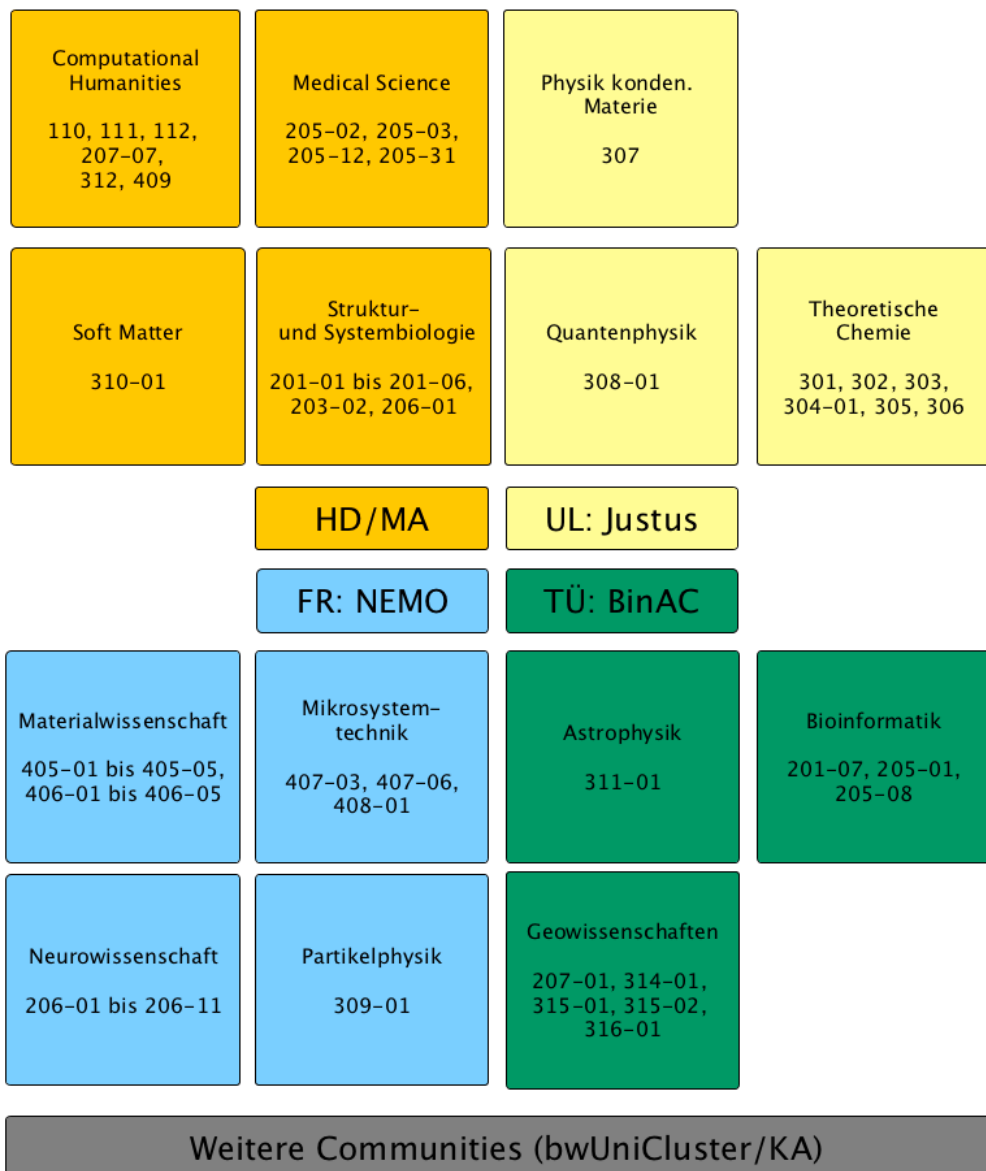 Computational
Humanities
110, 111, 112,
207-07,
312, 409
Medical Science
205-02, 205-03,
205-12, 205-31
Physik konden.
Materie
307
Soft Matter
310-01
Struktur-
und Systembiologie
201-01 bis 201-06,
203-02, 206-01
Quantenphysik
308-01
Theoretische
Chemie
301, 302, 303,
304-01, 305, 306
HD/MA
UL: Justus
FR: NEMO
TÜ: BinAC
Materialwissenschaft
405-01 bis 405-05,
406-01 bis 406-05
Mikrosystem-
technik
407-03, 407-06,
408-01
Astrophysik
311-01
Bioinformatik
201-07, 205-01,
205-08
Neurowissenschaft
206-01 bis 206-11
Partikelphysik
309-01
Geowissenschaften
207-01, 314-01,
315-01, 315-02,
316-01
Weitere Communities (bwUniCluster/KA)